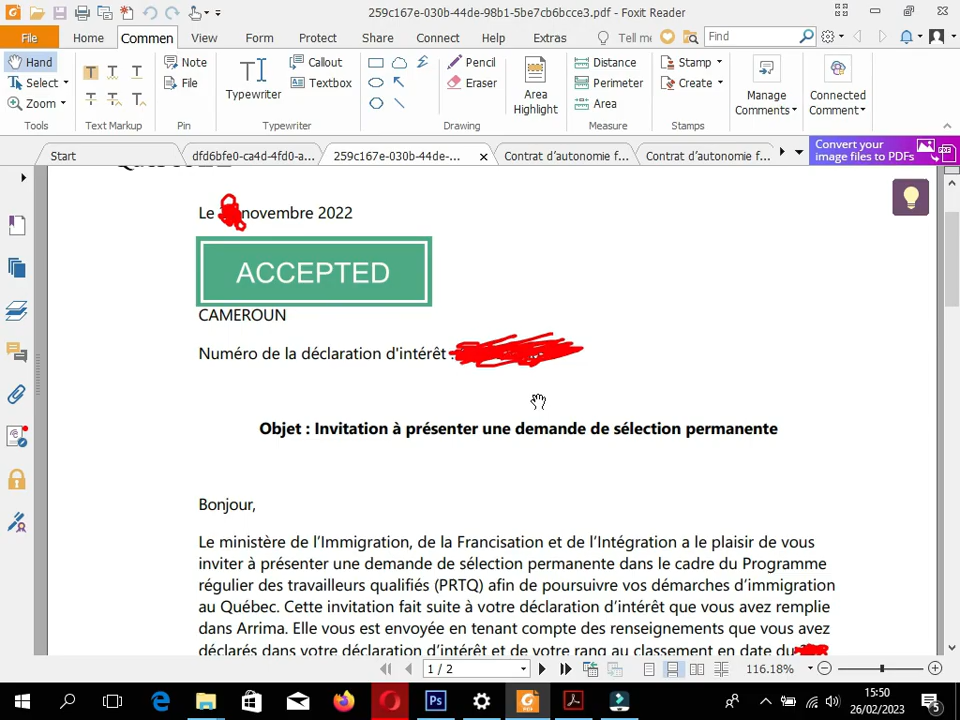 259c167e-030b-44de-98b1-5be7cb6bcce3.pdf - Foxit Reader
File Home Commen View Form Protect Share Connect Help Extras Tell me Find
Hand
Select
Zoom
Tools
Text Markup
Note
File
Pin
Typewriter
Callout
Textbox
Typewriter
Pencil
Eraser
Drawing
Area
Highlight
Distance
Perimeter
Area
Measure
Stamp
Create
Stamps
Manage
Comments
Connected
Comment
Start dfd6bfe0-ca4d-4fd0-a... 259c167e-030b-44de-... Contrat d'autonomie f... Contrat d'autonomie f...
Convert your
image files to PDFs
PDF
Le novembre 2022
ACCEPTED
CAMEROUN
Numéro de la déclaration d'intérêt :
Objet : Invitation à présenter une demande de sélection permanente
Bonjour,
Le ministère de l'Immigration, de la Francisation et de l'Intégration a le plaisir de vous
inviter à présenter une demande de sélection permanente dans le cadre du Programme
régulier des travailleurs qualifiés (PRTQ) afin de poursuivre vos démarches d'immigration
au Québec. Cette invitation fait suite à votre déclaration d'intérêt que vous avez remplie
dans Arrima. Elle vous est envoyée en tenant compte des renseignements que vous avez
déclarés dans votre déclaration d'intérêt et de votre rang au classement en date du
1 / 2
116.18%
Ps
15:50
26/02/2023
5